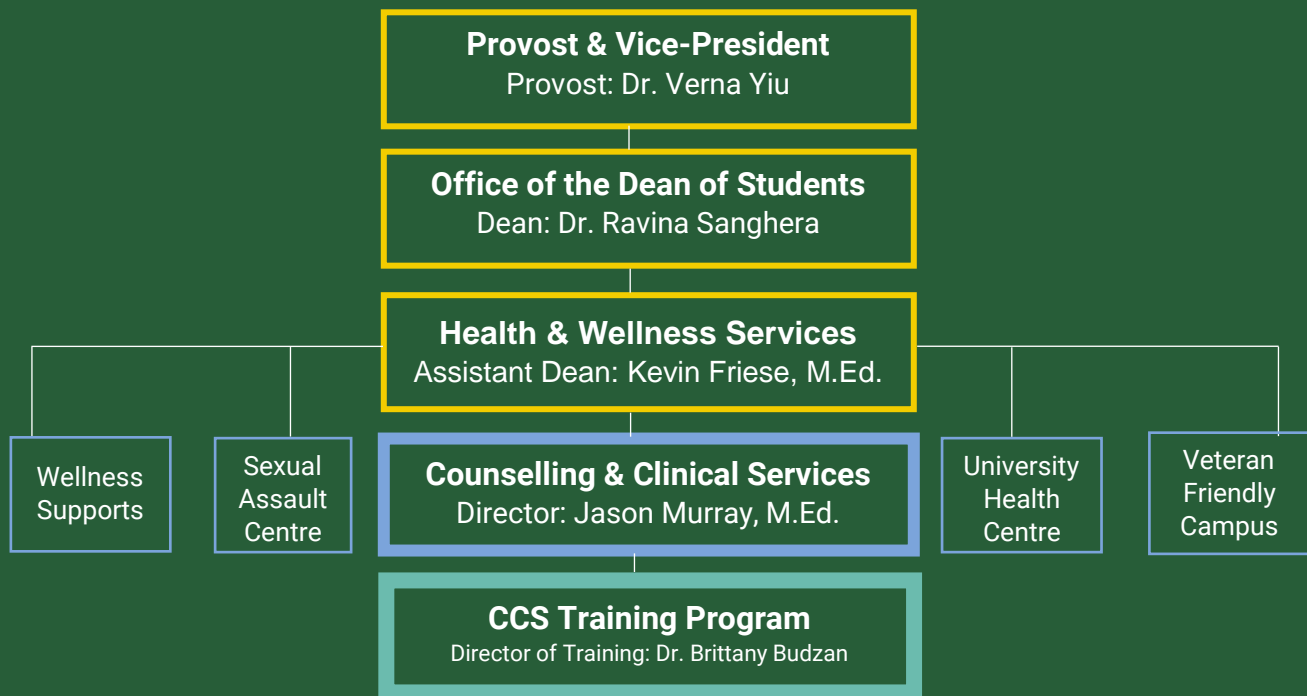 Provost & Vice-President
Provost: Dr. Verna Yiu
Office of the Dean of Students
Dean: Dr. Ravina Sanghera
Health & Wellness Services
Assistant Dean: Kevin Friese, M.Ed.
Wellness
Supports
Sexual
Assault
Centre
Counselling & Clinical Services
Director: Jason Murray, M.Ed.
University
Health
Centre
Veteran
Friendly
Campus
CCS Training Program
Director of Training: Dr. Brittany Budzan